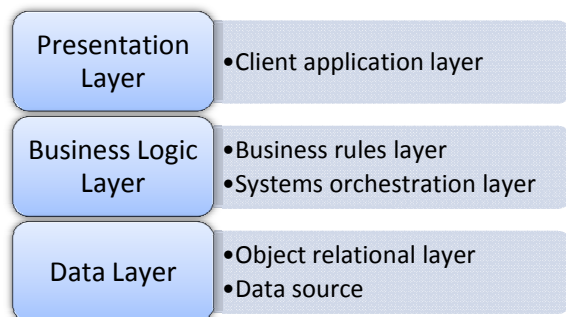 Presentation
Layer
•Client application layer
Business Logic
Layer
•Business rules layer
•Systems orchestration layer
Data Layer
•Object relational layer
•Data source